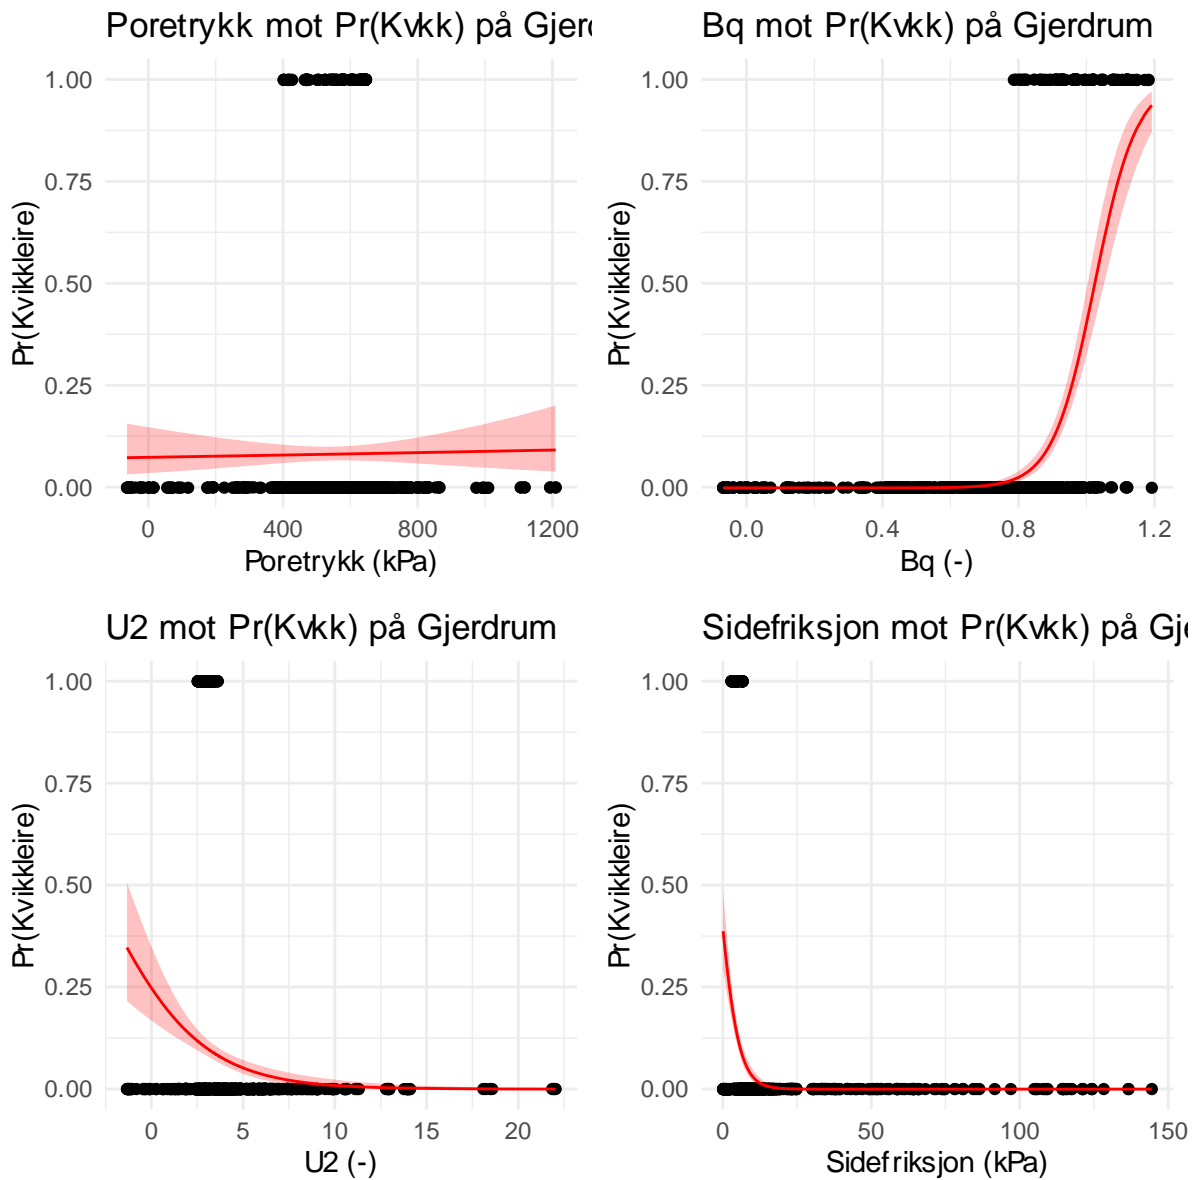 Poretrykk mot Pr(Kvkk) på Gjerd
Pr(Kvikkleire)
1.00
0.75
0.50
0.25
0.00
0 400 800 1200
Poretrykk (kPa)
Bq mot Pr(Kvkk) på Gjerdrum
Pr(Kvikkleire)
1.00
0.75
0.50
0.25
0.00
0.0 0.4 0.8 1.2
Bq (-)
U2 mot Pr(Kvkk) på Gjerdrum
Pr(Kvikkleire)
1.00
0.75
0.50
0.25
0.00
0 5 10 15 20
U2 (-)
Sidefriksjon mot Pr(Kvkk) på Gje
Pr(Kvikkleire)
1.00
0.75
0.50
0.25
0.00
0 50 100 150
Sidefriksjon (kPa)